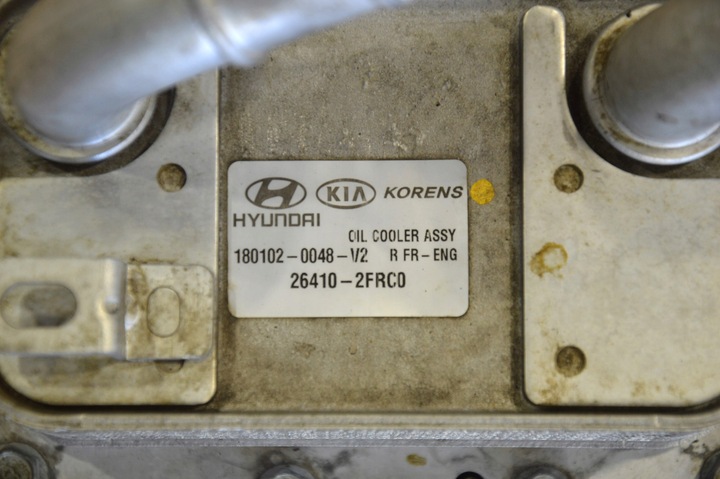 HYUNDAI KIA KORENS
OIL COOLER ASSY
180102-0048-V2 R FR-ENG
26410-2FRC0